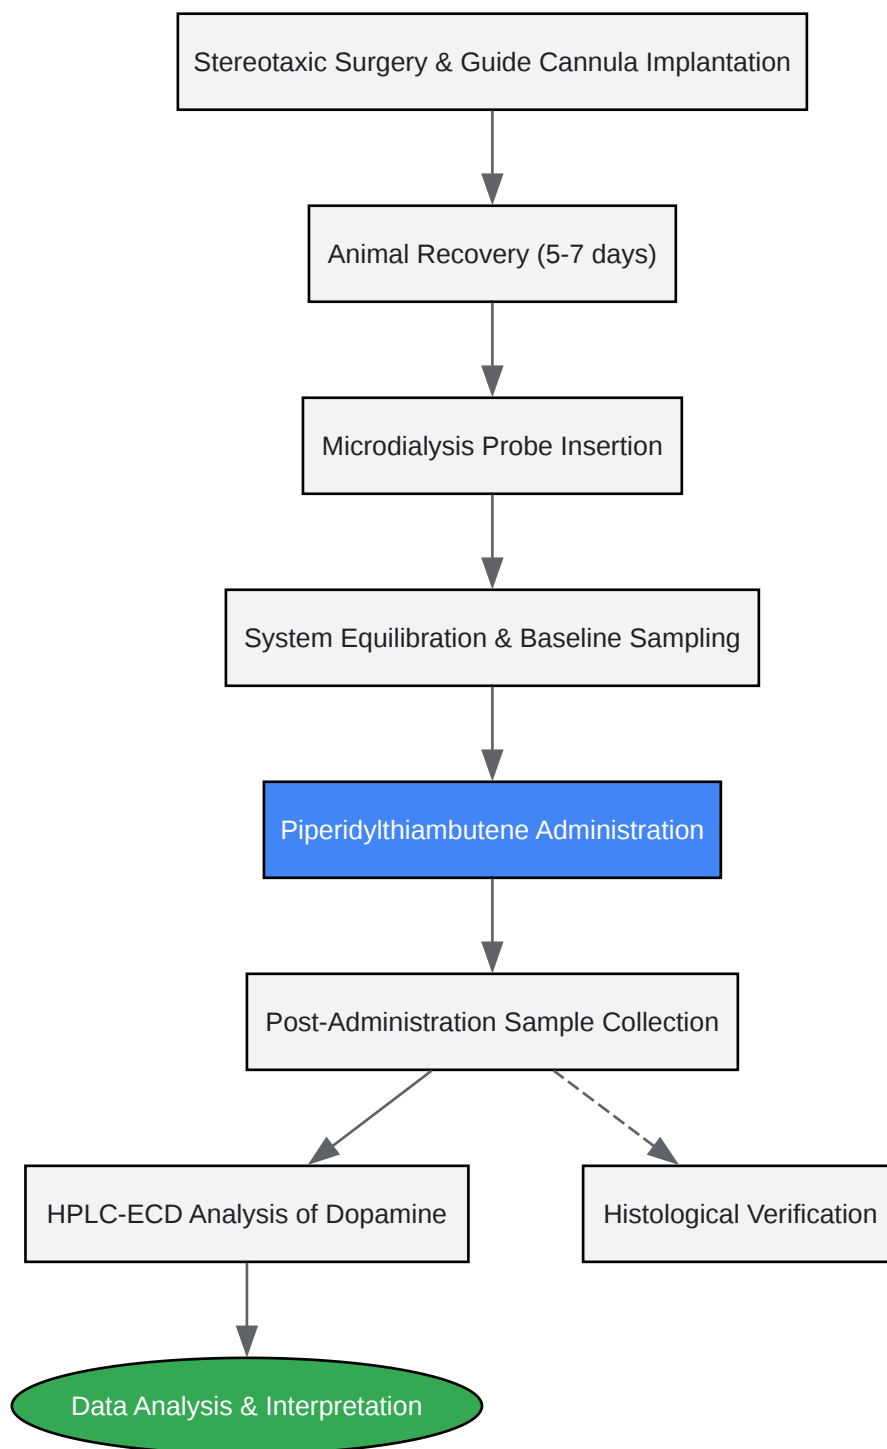 Stereotaxic Surgery & Guide Cannula Implantation
Animal Recovery (5-7 days)
Microdialysis Probe Insertion
System Equilibration & Baseline Sampling
Piperidylthiambutene Administration
Post-Administration Sample Collection
HPLC-ECD Analysis of Dopamine
Histological Verification
Data Analysis & Interpretation